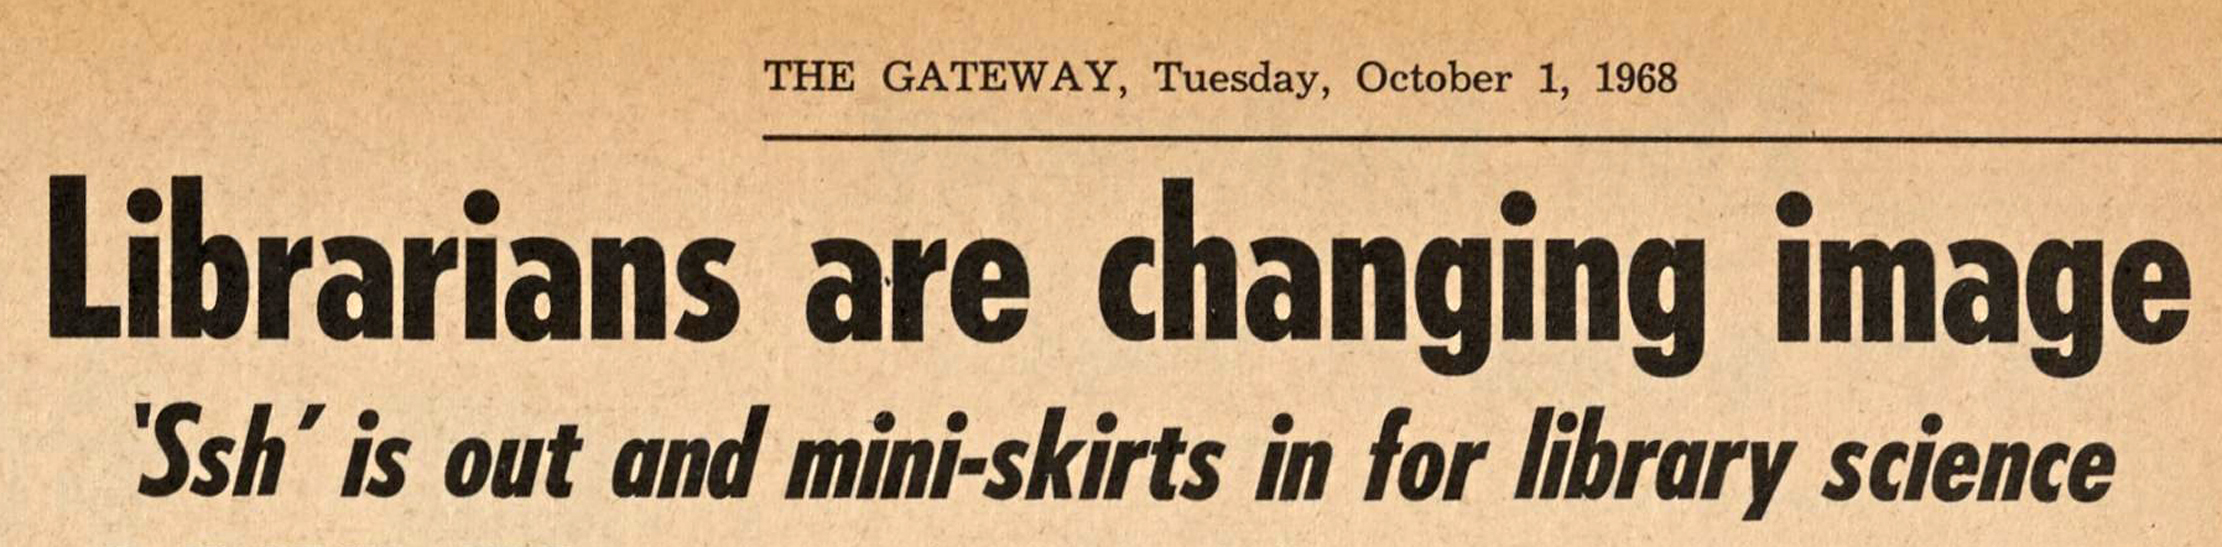 THE GATEWAY, Tuesday, October 1, 1968
Librarians are changing image
'Ssh' is out and mini-skirts in for library science